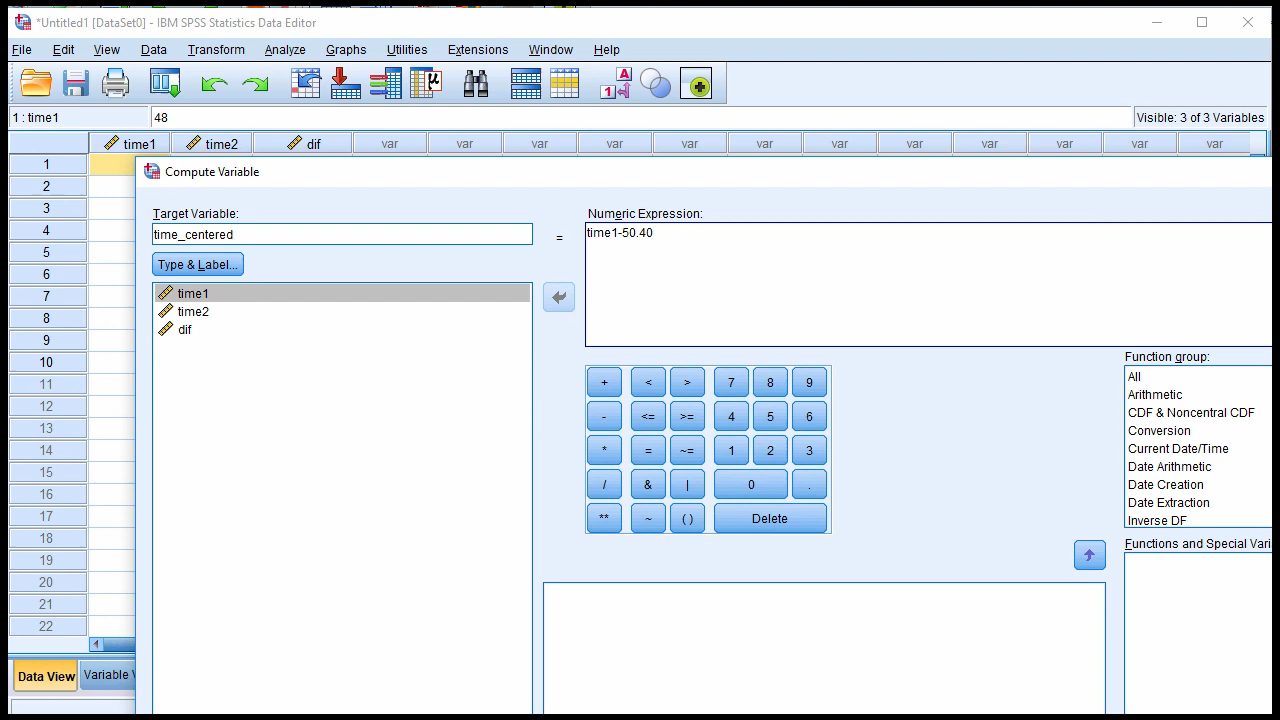 *Untitled1 [DataSet0] - IBM SPSS Statistics Data Editor
File Edit View Data Transform Analyze Graphs Utilities Extensions Window Help
1 : time1 48 Visible: 3 of 3 Variables
time1 time2 dif var var var var var var var var var var var var
1
2
3
4
5
6
7
8
9
10
11
12
13
14
15
16
17
18
19
20
21
22
Compute Variable
Target Variable:
time_centered
=
Numeric Expression:
time1-50.40
Type & Label...
time1
time2
dif
+ < > 7 8 9
- <= >= 4 5 6
* = ~= 1 2 3
/ & | 0 .
** ~ ( ) Delete
Function group:
All
Arithmetic
CDF & Noncentral CDF
Conversion
Current Date/Time
Date Arithmetic
Date Creation
Date Extraction
Inverse DF
Functions and Special Vari
Data View Variable V